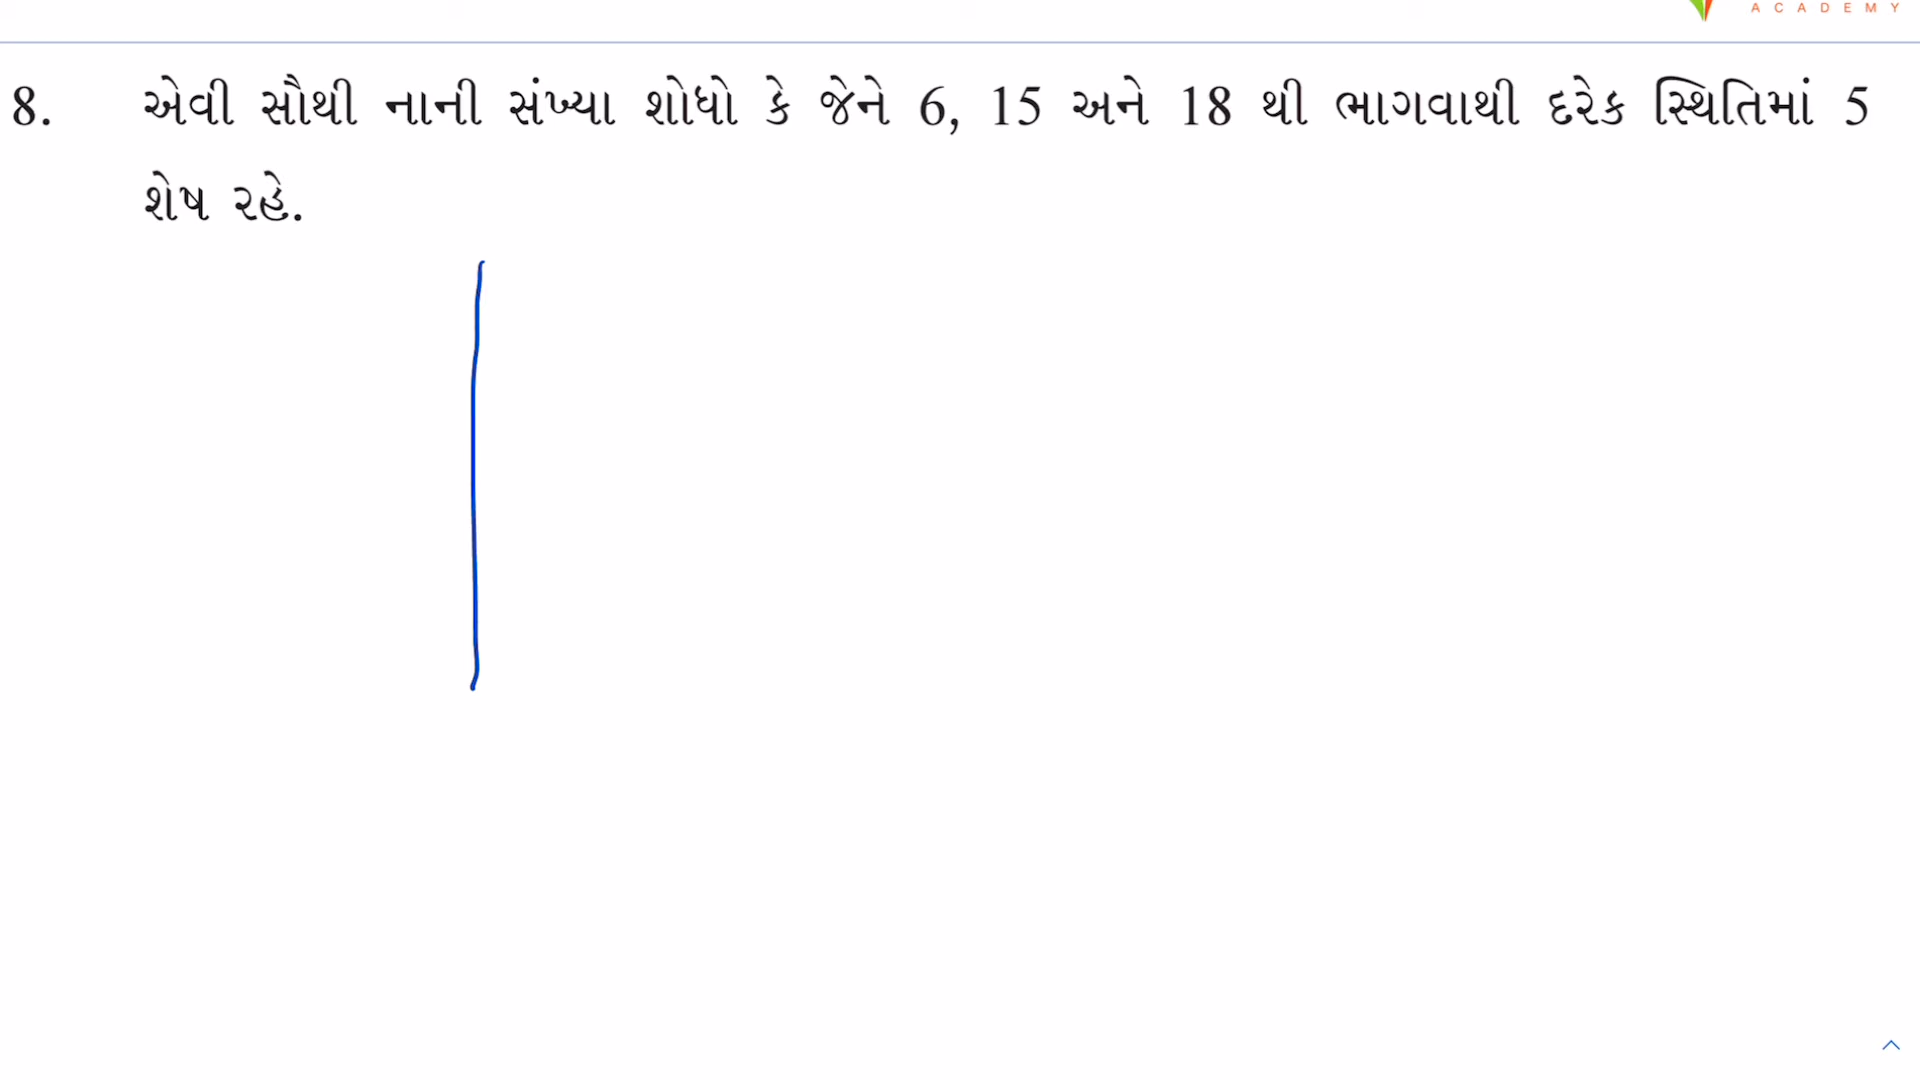 ACADEMY
8. એવી સૌથી નાની સંખ્યા શોધો કે જેને 6, 15 અને 18 થી ભાગવાથી દરેક સ્થિતિમાં 5
શેષ રહે.